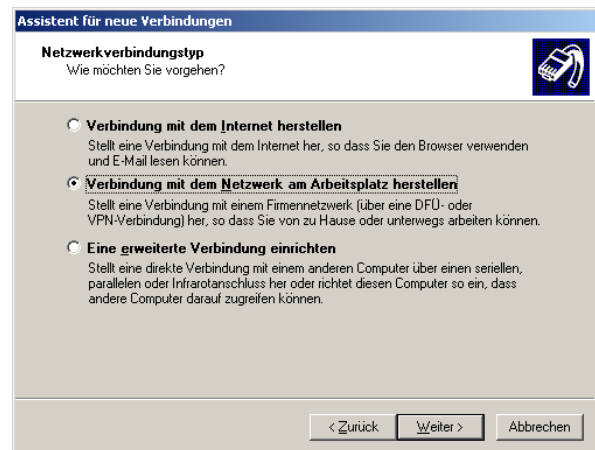 Assistent für neue Verbindungen
Netzwerkverbindungstyp
Wie möchten Sie vorgehen?
Verbindung mit dem Internet herstellen
Stellt eine Verbindung mit dem Internet her, so dass Sie den Browser verwenden
und E-Mail lesen können.
Verbindung mit dem Netzwerk am Arbeitsplatz herstellen
Stellt eine Verbindung mit einem Firmennetzwerk (über eine DFÜ- oder
VPN-Verbindung) her, so dass Sie von zu Hause oder unterwegs arbeiten können.
Eine erweiterte Verbindung einrichten
Stellt eine direkte Verbindung mit einem anderen Computer über einen seriellen,
parallelen oder Infrarotanschluss her oder richtet diesen Computer so ein, dass
andere Computer darauf zugreifen können.
< Zurück Weiter > Abbrechen